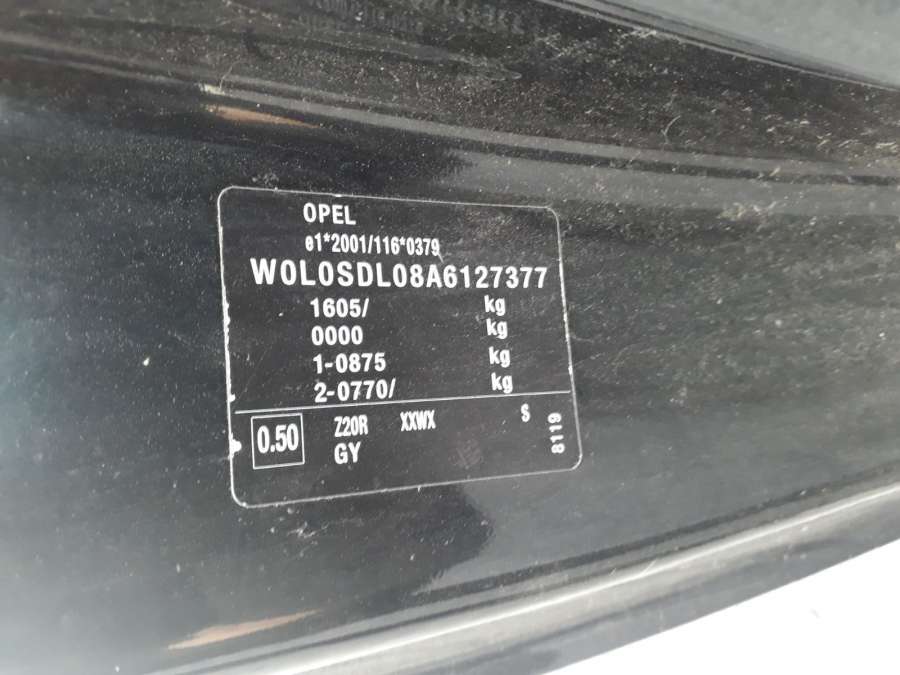 OPEL
e1*2001/116*0379
W0L0SDL08A6127377
1605/ kg
0000 kg
1-0875 kg
2-0770/ kg
0.50 Z20R XXWX S
GY
8119